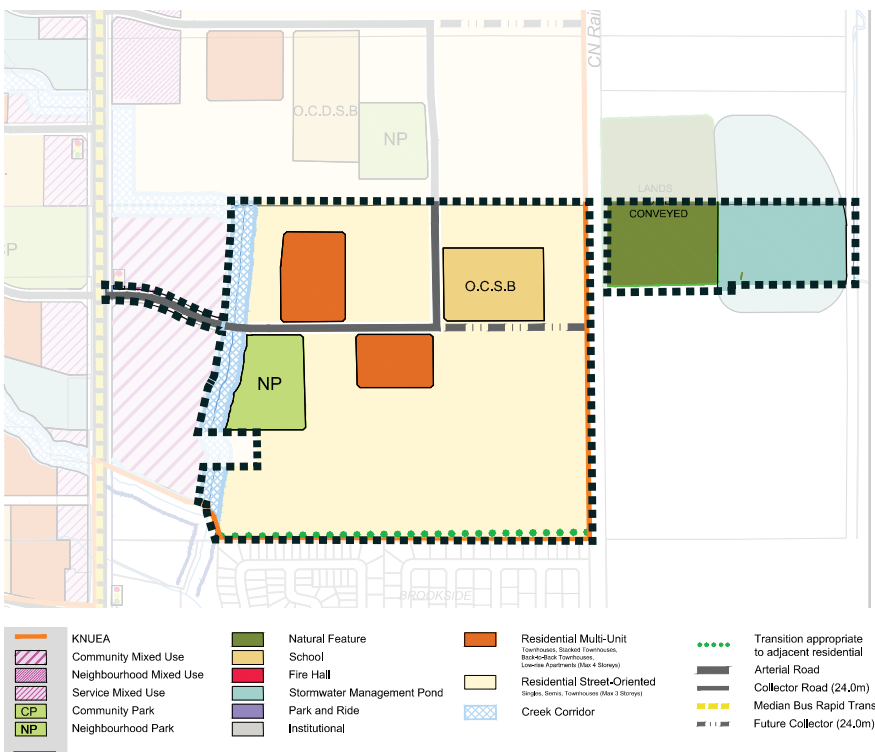 CN Rail
O.C.D.S.B
NP
LANDS
CONVEYED
O.C.S.B
NP
BROOKSIDE
KNUEA
Community Mixed Use
Neighbourhood Mixed Use
Service Mixed Use
CP Community Park
NP Neighbourhood Park
Natural Feature
School
Fire Hall
Stormwater Management Pond
Park and Ride
Institutional
Residential Multi-Unit
Townhouses, Stacked Townhouses,
Back-to-Back Townhouses,
Low-rise Apartments (Max 4 Storeys)
Residential Street-Oriented
Singles, Semis, Townhouses (Max 3 Storeys)
Creek Corridor
Transition appropriate
to adjacent residential
Arterial Road
Collector Road (24.0m)
Median Bus Rapid Trans
Future Collector (24.0m)